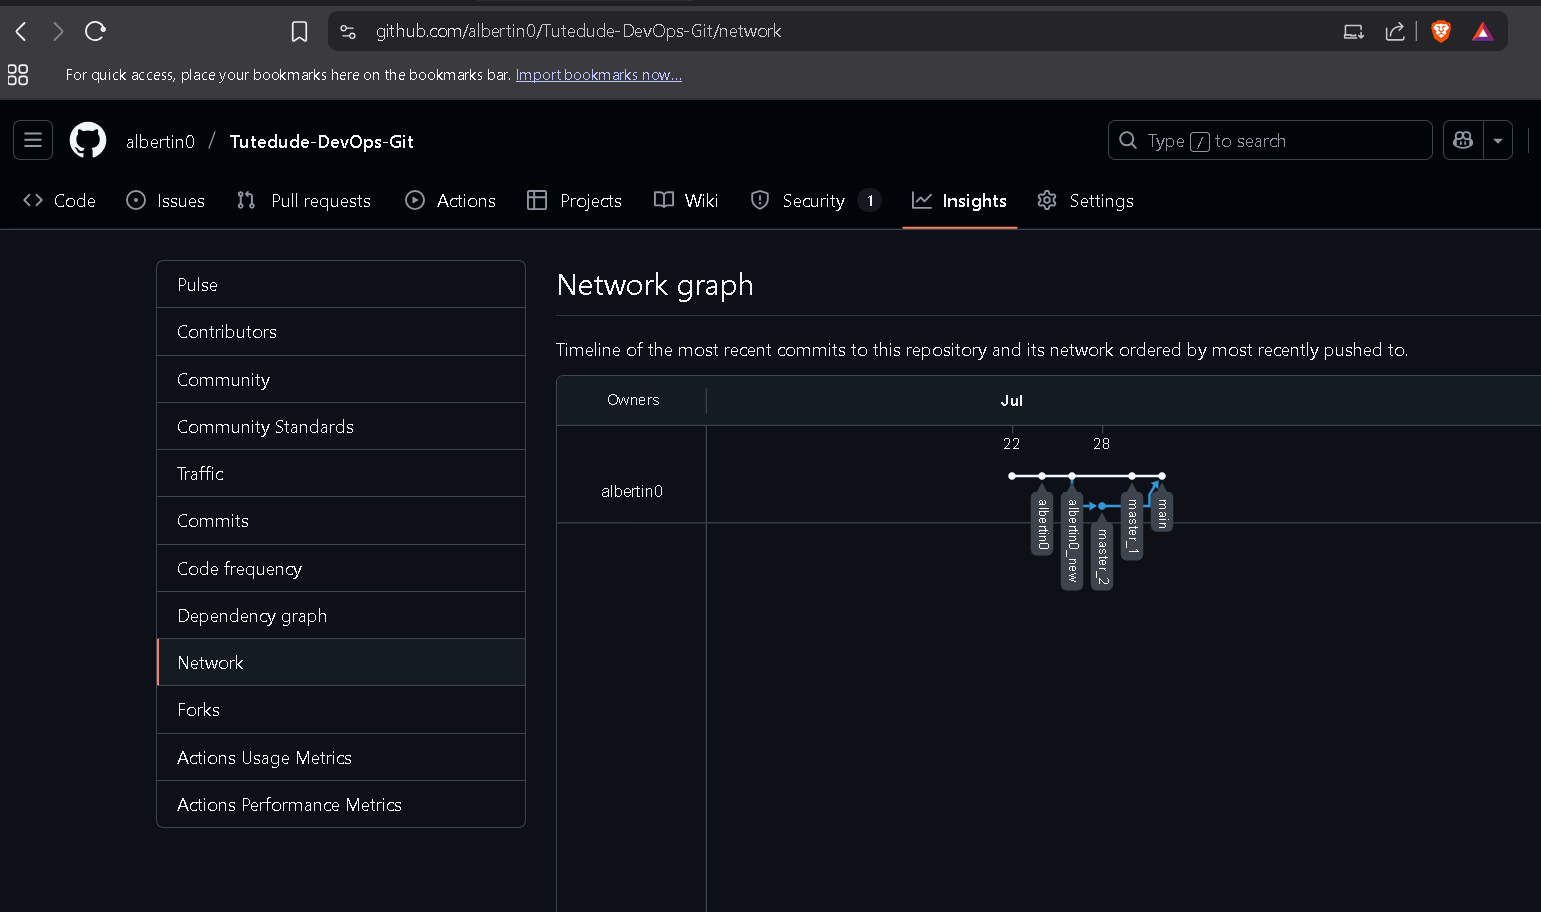 github.com/albertin0/Tutedude-DevOps-Git/network
For quick access, place your bookmarks here on the bookmarks bar. Import bookmarks now...
albertin0 / Tutedude-DevOps-Git
Type / to search
Code Issues Pull requests Actions Projects Wiki Security 1 Insights Settings
Pulse
Contributors
Community
Community Standards
Traffic
Commits
Code frequency
Dependency graph
Network
Forks
Actions Usage Metrics
Actions Performance Metrics
Network graph
Timeline of the most recent commits to this repository and its network ordered by most recently pushed to.
Owners
Jul
22 28
albertin0
albertin0
albertin0_new
master_2
master_1
main